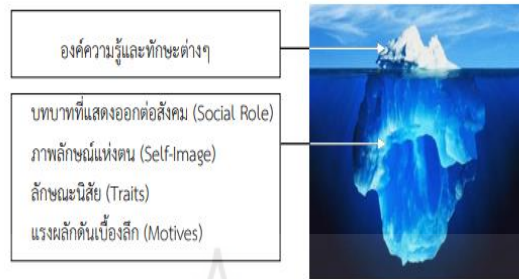 องค์ความรู้และทักษะต่างๆ
บทบาทที่แสดงออกต่อสังคม (Social Role)
ภาพลักษณ์แห่งตน (Self-Image)
ลักษณะนิสัย (Traits)
แรงผลักดันเบื้องลึก (Motives)